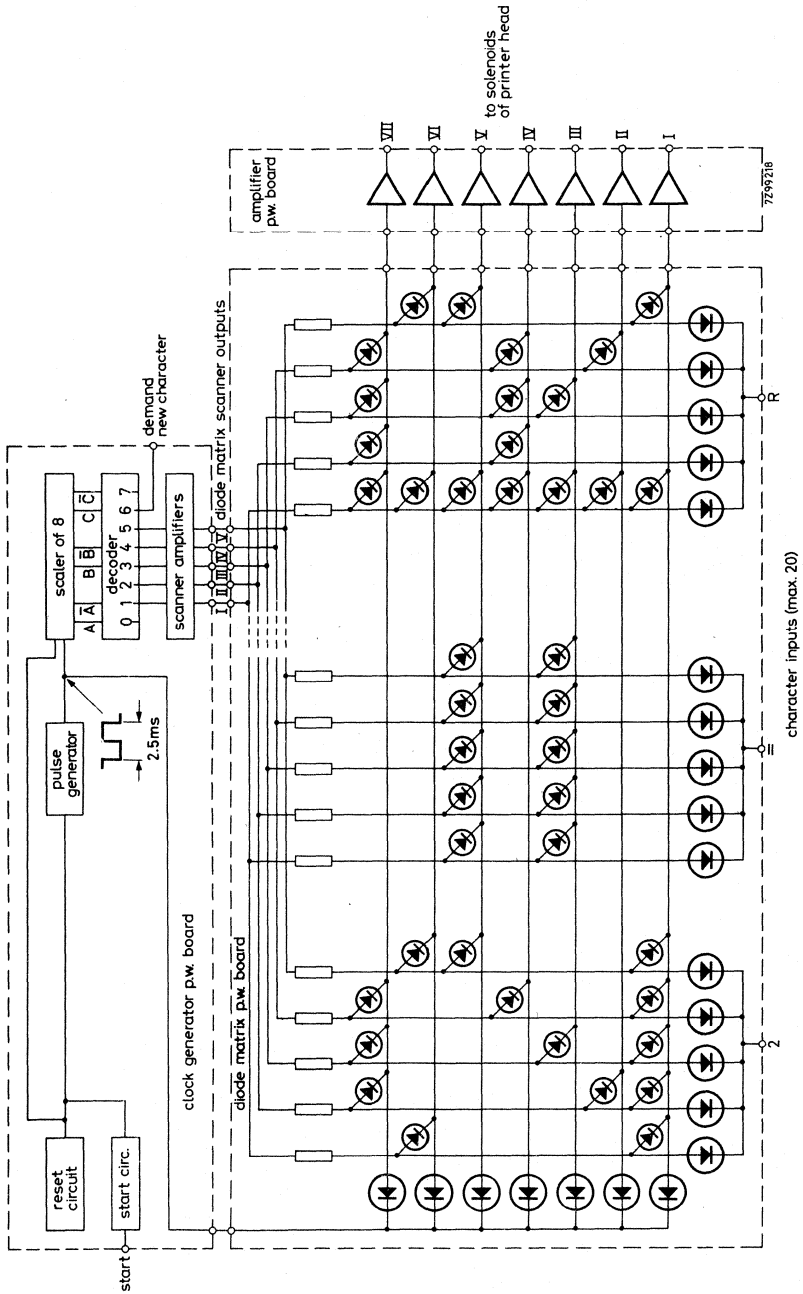 start
reset
circuit
start circ.
pulse
generator
2.5ms
scaler of 8
A A̅ B B̅ C C̅
decoder
0 1 2 3 4 5 6 7
scanner amplifiers
demand
new character
clock generator p.w. board
I II III IV V
diode matrix scanner outputs
diode matrix p.w. board
amplifier
p.w. board
VII
VI
V
IV
III
II
I
to solenoids
of printer head
7Z99218
2
=
R
character inputs (max. 20)